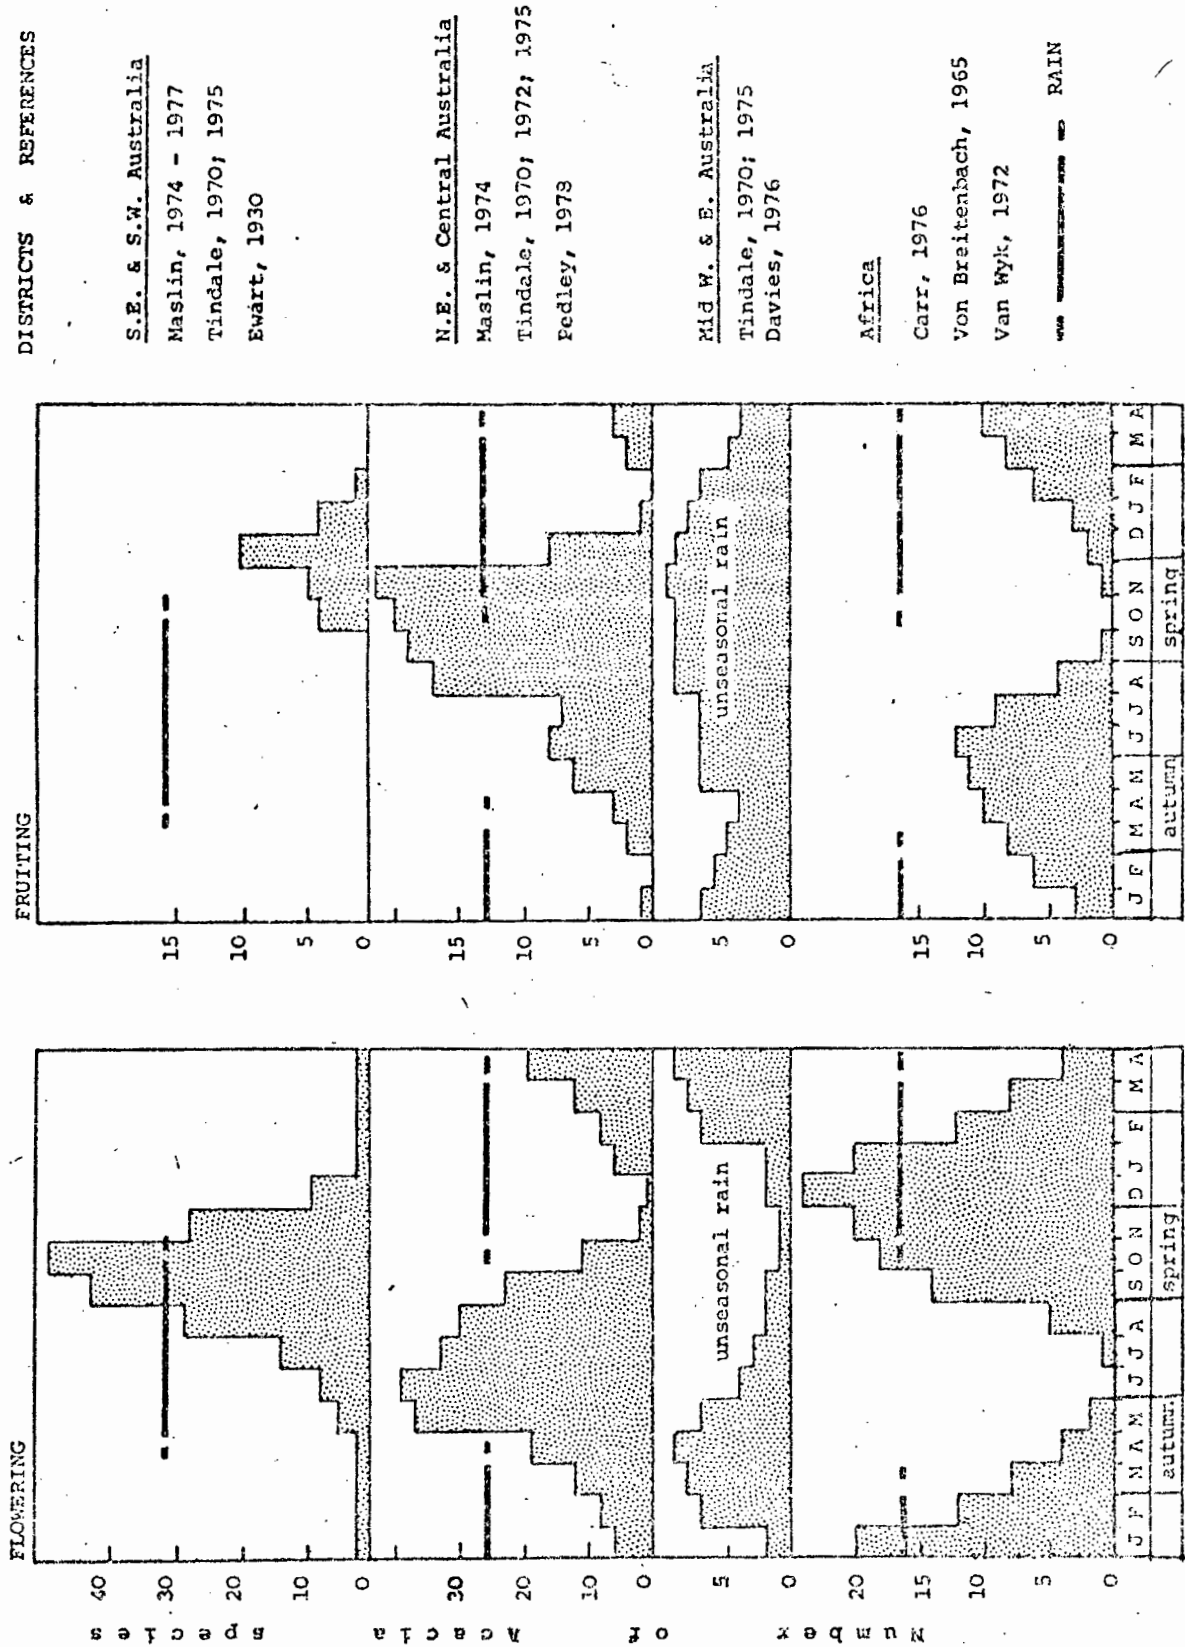 DISTRICTS & REFERENCES
FLOWERING
FRUITING
Number of Acacia species
40
30
20
10
0
30
20
10
0
5
0
20
15
10
5
0
unseasonal rain
J F M A M J J A S O N D J F M A
autumn
spring
15
10
5
0
15
10
5
0
5
0
15
10
5
0
unseasonal rain
J F M A M J J A S O N D J F M A
autumn
spring
S.E. & S.W. Australia
Maslin, 1974 - 1977
Tindale, 1970; 1975
Ewart, 1930
N.E. & Central Australia
Maslin, 1974
Tindale, 1970; 1972; 1975
Pedley, 1978
Mid W. & E. Australia
Tindale, 1970; 1975
Davies, 1976
Africa
Carr, 1976
Von Breitenbach, 1965
Van Wyk, 1972
RAIN